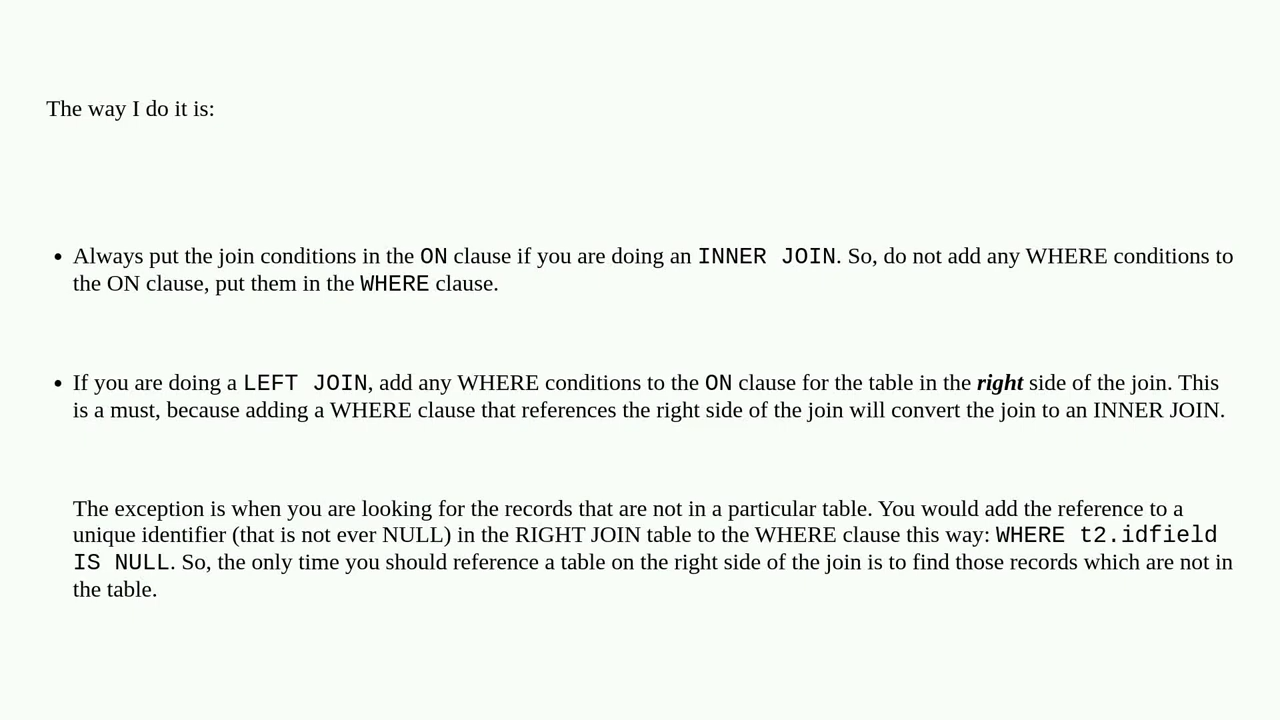 The way I do it is:
• Always put the join conditions in the ON clause if you are doing an INNER JOIN. So, do not add any WHERE conditions to
the ON clause, put them in the WHERE clause.
• If you are doing a LEFT JOIN, add any WHERE conditions to the ON clause for the table in the right side of the join. This
is a must, because adding a WHERE clause that references the right side of the join will convert the join to an INNER JOIN.
The exception is when you are looking for the records that are not in a particular table. You would add the reference to a
unique identifier (that is not ever NULL) in the RIGHT JOIN table to the WHERE clause this way: WHERE t2.idfield
IS NULL. So, the only time you should reference a table on the right side of the join is to find those records which are not in
the table.